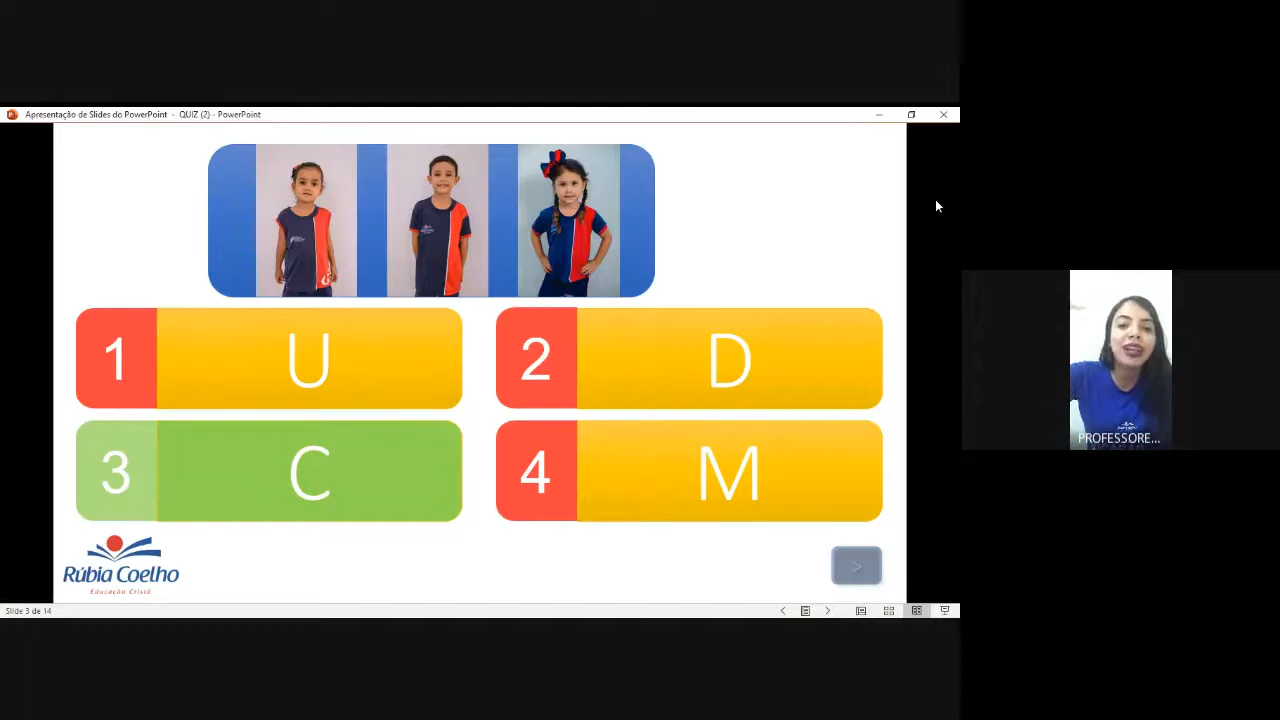 Apresentação de Slides do PowerPoint - QUIZ (2) - PowerPoint
1 U
2 D
3 C
4 M
Rúbia Coelho
Educação Cristã
>
Slide 3 de 14
PROFESSORE...